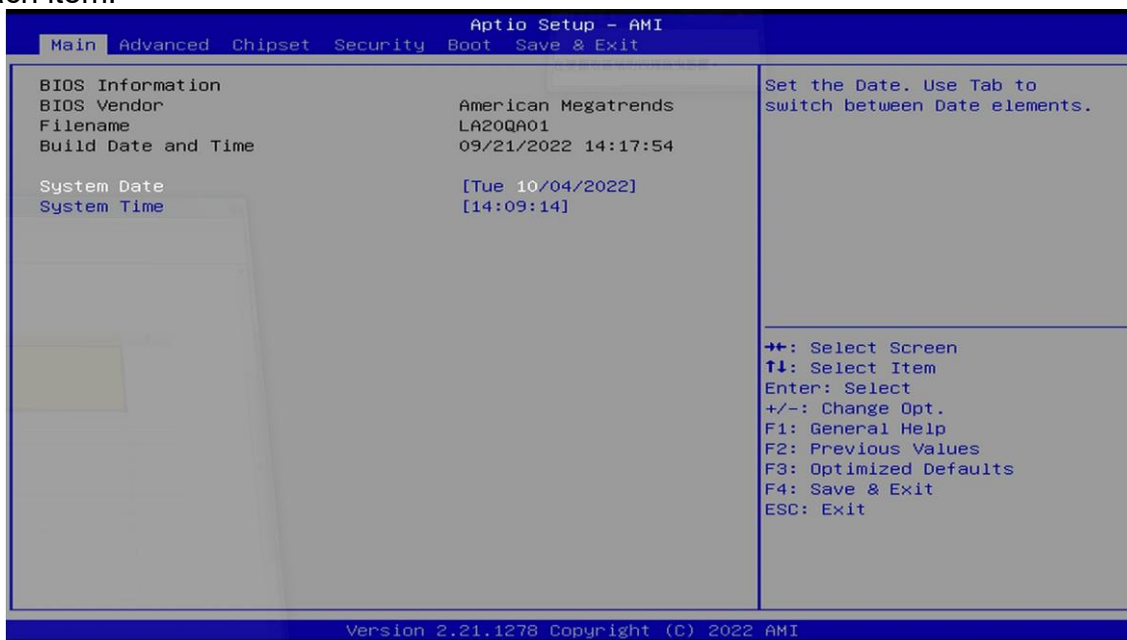 Aptio Setup – AMI
Main Advanced Chipset Security Boot Save & Exit
BIOS Information
BIOS Vendor American Megatrends
Filename LA20QA01
Build Date and Time 09/21/2022 14:17:54
System Date [Tue 10/04/2022]
System Time [14:09:14]
Set the Date. Use Tab to
switch between Date elements.
→←: Select Screen
↑↓: Select Item
Enter: Select
+/-: Change Opt.
F1: General Help
F2: Previous Values
F3: Optimized Defaults
F4: Save & Exit
ESC: Exit
Version 2.21.1278 Copyright (C) 2022 AMI